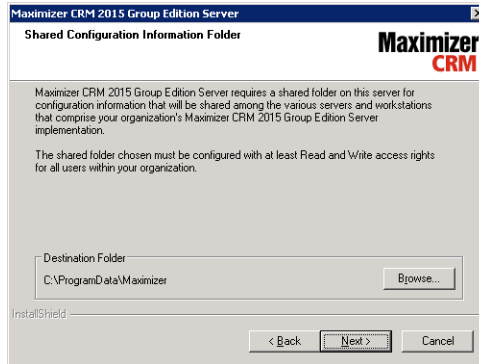 Maximizer CRM 2015 Group Edition Server
Shared Configuration Information Folder
Maximizer
CRM
Maximizer CRM 2015 Group Edition Server requires a shared folder on this server for
configuration information that will be shared among the various servers and workstations
that comprise your organization's Maximizer CRM 2015 Group Edition Server
implementation.
The shared folder chosen must be configured with at least Read and Write access rights
for all users within your organization.
Destination Folder
C:\ProgramData\Maximizer
Browse...
InstallShield
< Back
Next >
Cancel